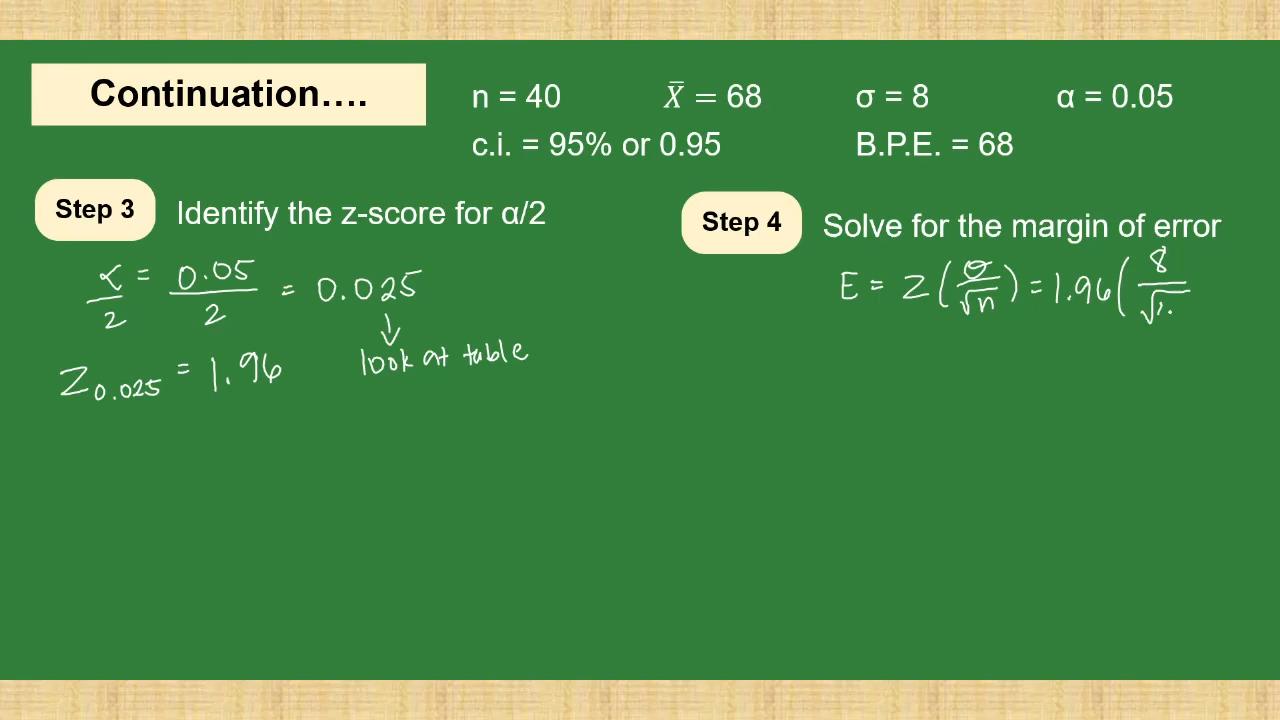 Continuation….
n = 40 X̄ = 68 σ = 8 α = 0.05
c.i. = 95% or 0.95 B.P.E. = 68
Step 3 Identify the z-score for α/2
α/2 = 0.05/2 = 0.025
look at table
Z0.025 = 1.96
Step 4 Solve for the margin of error
E = Z(σ/√n) = 1.96(8/√